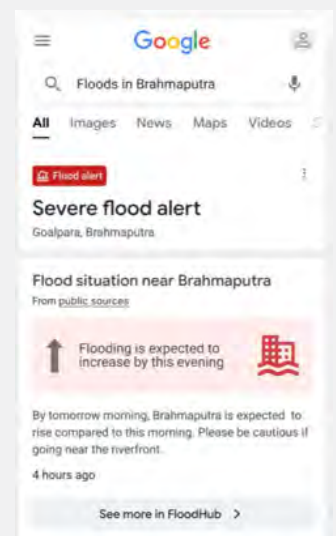 Google
Floods in Brahmaputra
All Images News Maps Videos
Flood alert
Severe flood alert
Goalpara, Brahmaputra
Flood situation near Brahmaputra
From public sources
Flooding is expected to
increase by this evening
By tomorrow morning, Brahmaputra is expected to
rise compared to this morning. Please be cautious if
going near the riverfront.
4 hours ago
See more in FloodHub >